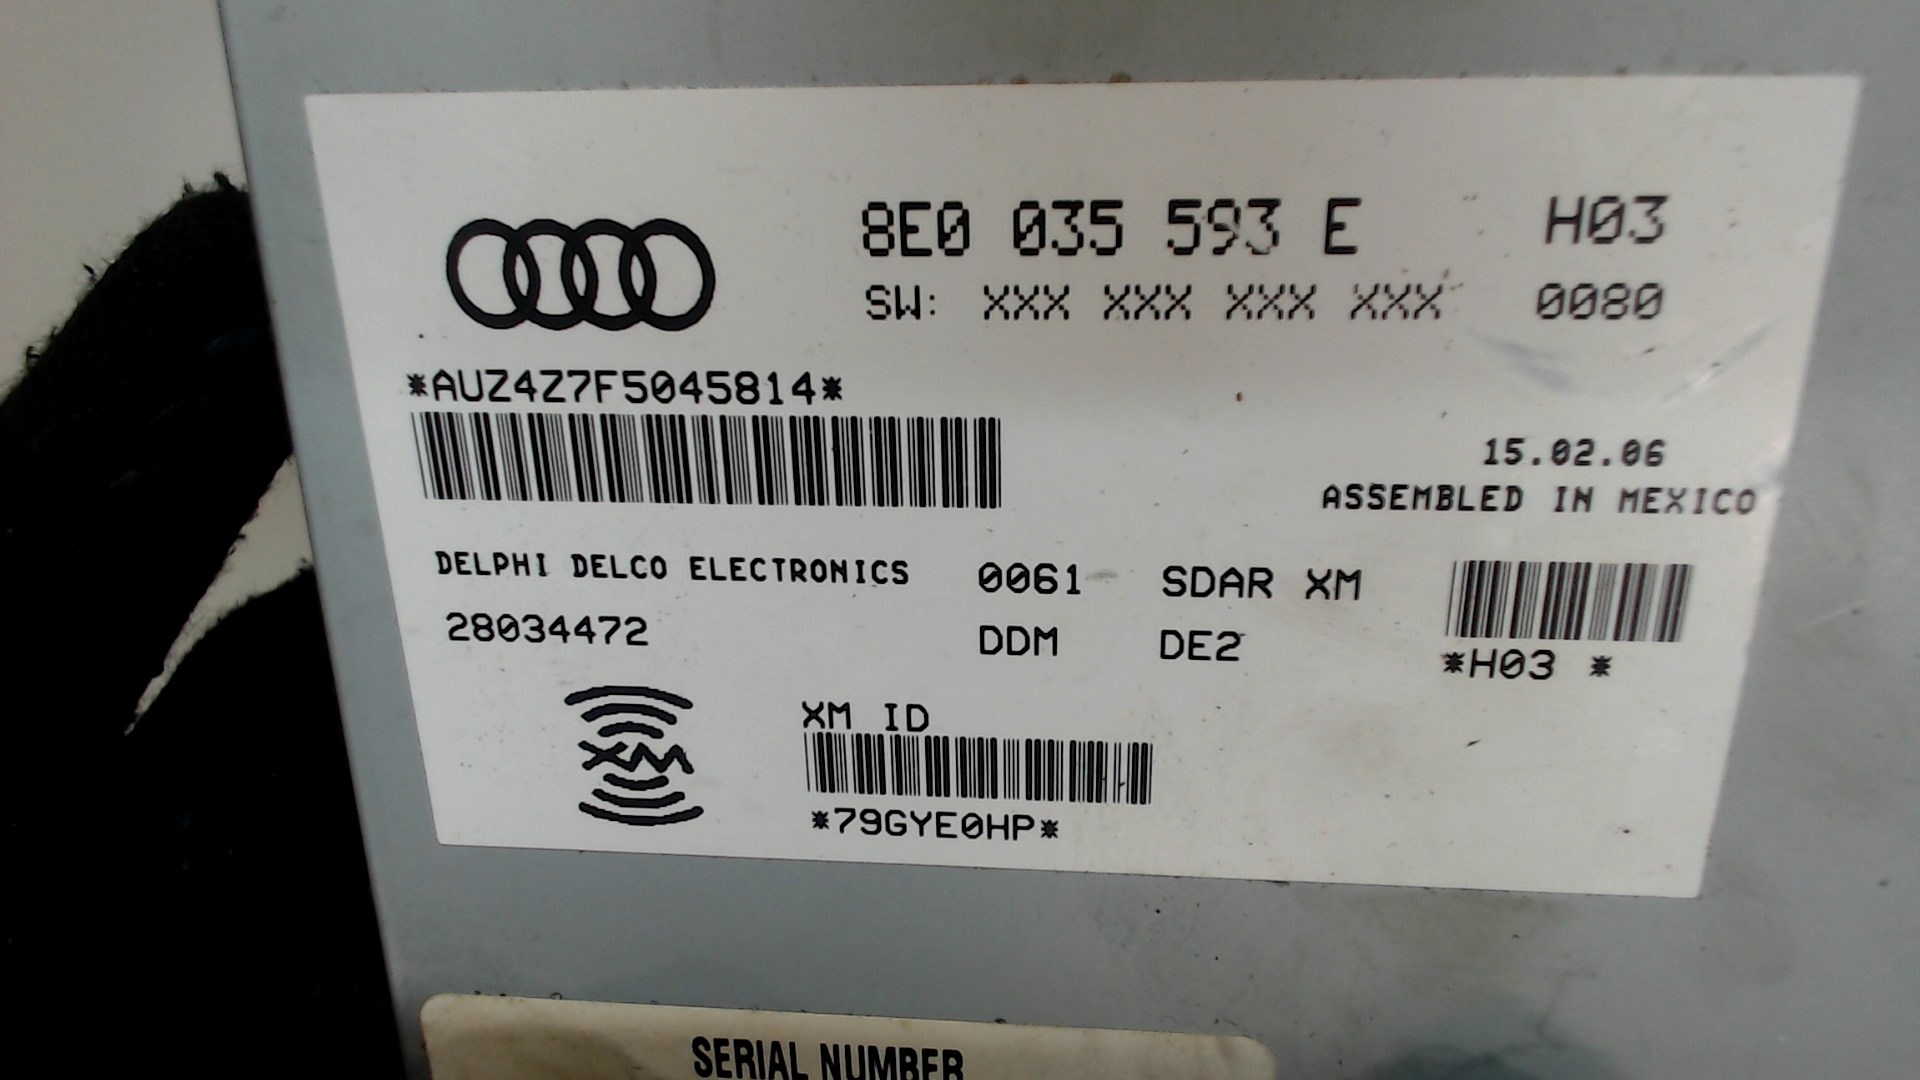 8E0 035 593 E H03
SW: XXX XXX XXX XXX 0080
*AUZ4Z7F5045814*
15.02.06
ASSEMBLED IN MEXICO
DELPHI DELCO ELECTRONICS 0061 SDAR XM
28034472 DDM DE2
*H03 *
XM
XM ID
*79GYE0HP*
SERIAL NUMBER